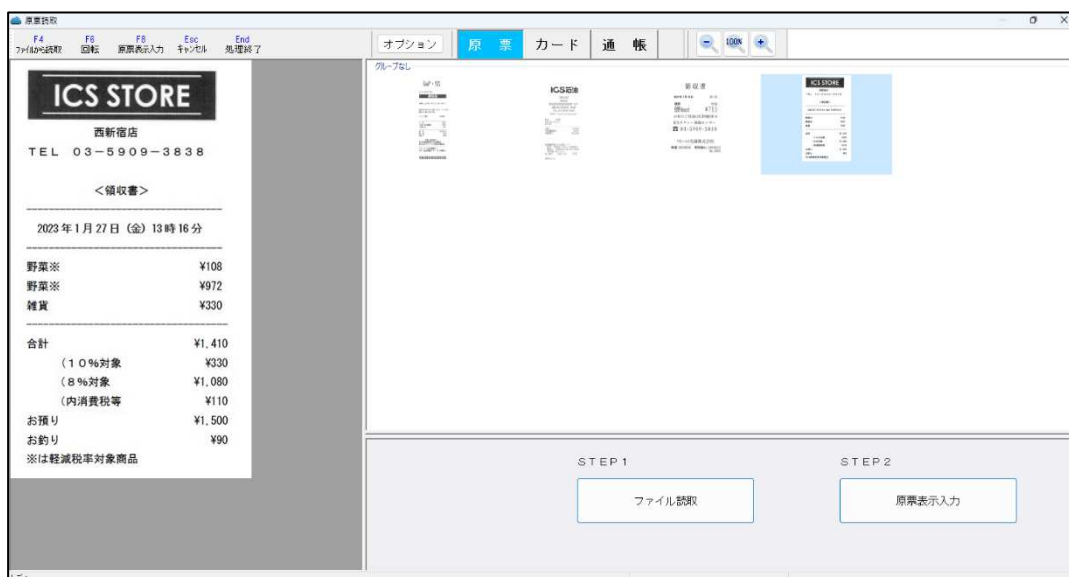 原票読取
F4 F6 F8 Esc End
ファイルから読取 回転 原票表示入力 キャンセル 処理終了
オプション 原 票 カード 通 帳 100%
ICS STORE
西新宿店
TEL 03-5909-3838
<領収書>
2023年1月27日（金）13時16分
野菜※ ¥108
野菜※ ¥972
雑貨 ¥330
合計 ¥1,410
（10%対象 ¥330
（8%対象 ¥1,080
（内消費税等 ¥110
お預り ¥1,500
お釣り ¥90
※は軽減税率対象商品
グループなし
ICS石油
領収書
ICS STORE
STEP1 STEP2
ファイル読取 原票表示入力